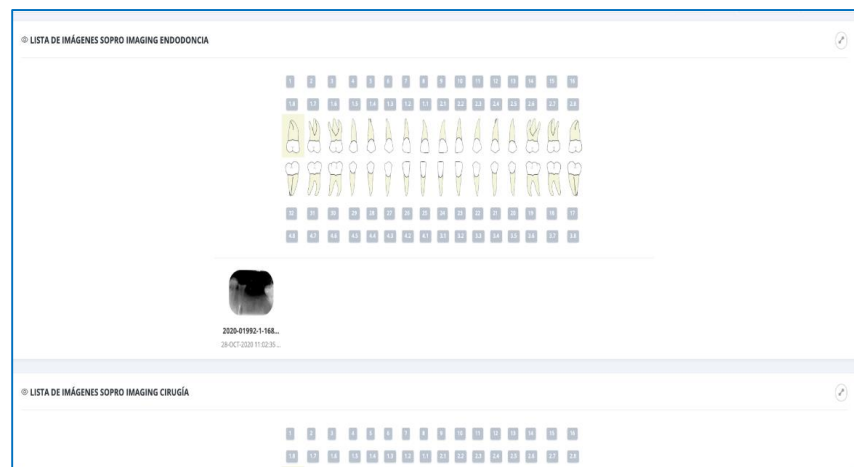 LISTA DE IMÁGENES SOPRO IMAGING ENDODONCIA
1 2 3 4 5 6 7 8 9 10 11 12 13 14 15 16
1.8 1.7 1.6 1.5 1.4 1.3 1.2 1.1 2.1 2.2 2.3 2.4 2.5 2.6 2.7 2.8
32 31 30 29 28 27 26 25 24 23 22 21 20 19 18 17
4.8 4.7 4.6 4.5 4.4 4.3 4.2 4.1 3.1 3.2 3.3 3.4 3.5 3.6 3.7 3.8
2020-01992-1-168...
28-OCT-2020 11:02:35 ...
LISTA DE IMÁGENES SOPRO IMAGING CIRUGÍA
1 2 3 4 5 6 7 8 9 10 11 12 13 14 15 16
1.8 1.7 1.6 1.5 1.4 1.3 1.2 1.1 2.1 2.2 2.3 2.4 2.5 2.6 2.7 2.8